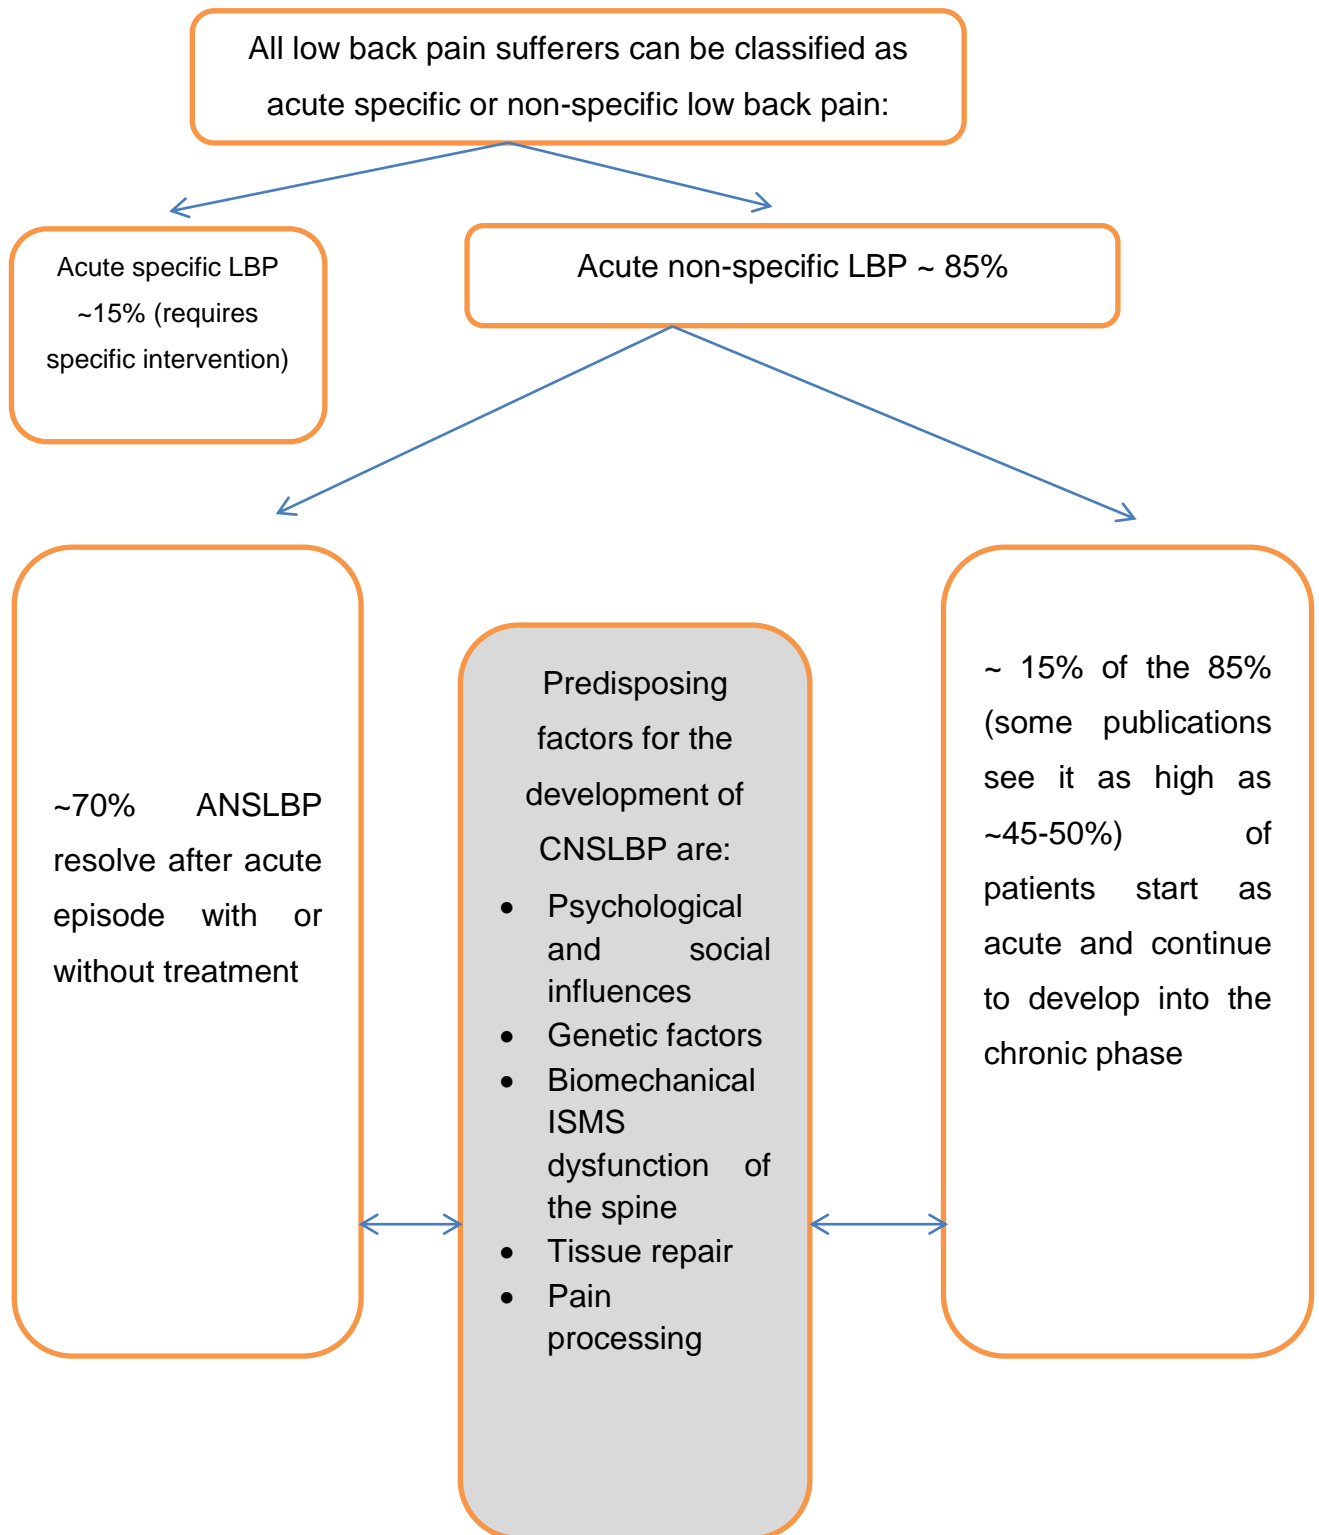 All low back pain sufferers can be classified as
acute specific or non-specific low back pain:
Acute specific LBP
~15% (requires
specific intervention)
Acute non-specific LBP ~ 85%
~70% ANSLBP
resolve after acute
episode with or
without treatment
Predisposing
factors for the
development of
CNSLBP are:
• Psychological
and social
influences
• Genetic factors
• Biomechanical
ISMS
dysfunction of
the spine
• Tissue repair
• Pain
processing
~ 15% of the 85%
(some publications
see it as high as
~45-50%) of
patients start as
acute and continue
to develop into the
chronic phase